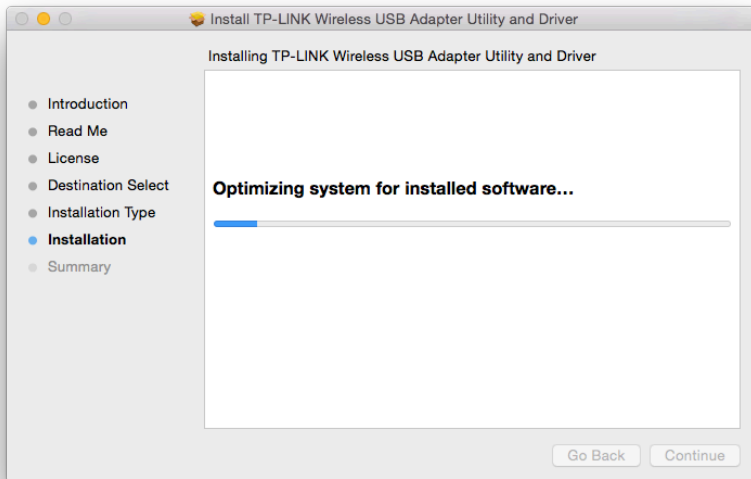 Install TP-LINK Wireless USB Adapter Utility and Driver
Installing TP-LINK Wireless USB Adapter Utility and Driver
Introduction
Read Me
License
Destination Select
Installation Type
Installation
Summary
Optimizing system for installed software...
Go Back
Continue